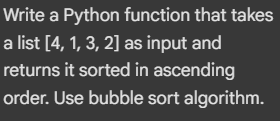 Write a Python function that takes
a list [4, 1, 3, 2] as input and
returns it sorted in ascending
order. Use bubble sort algorithm.